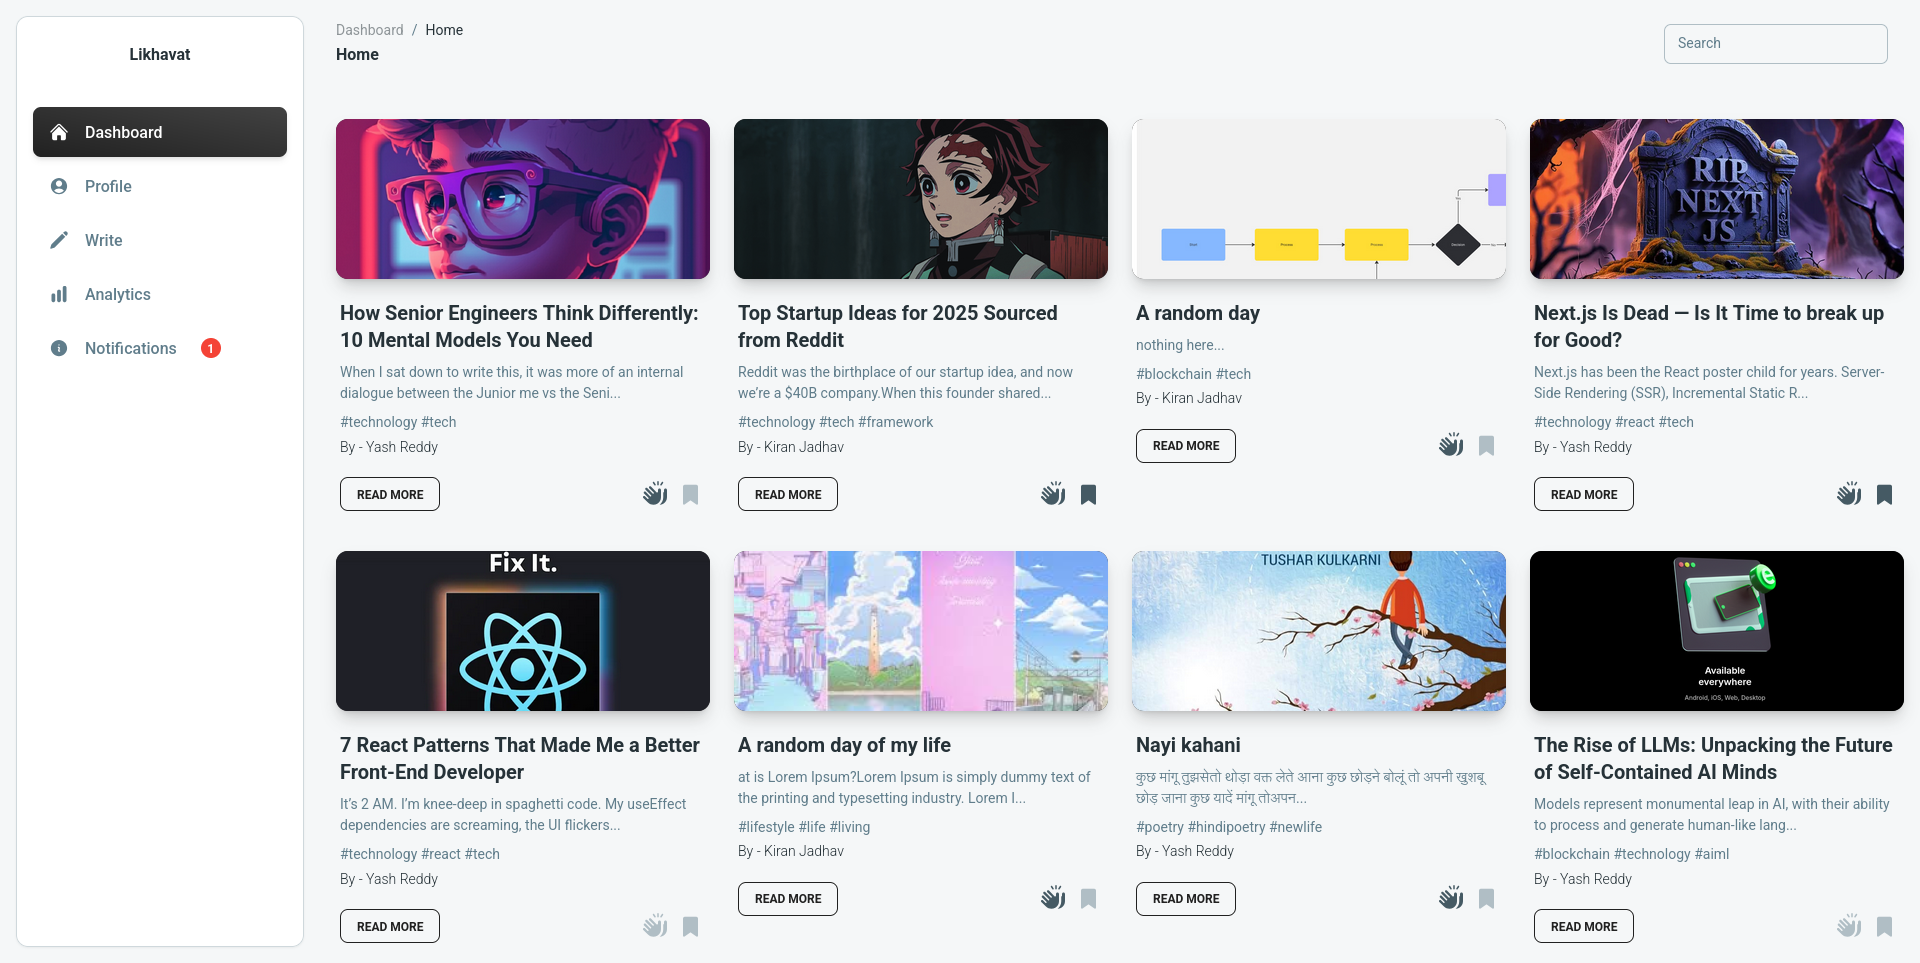 Likhavat
Dashboard
Profile
Write
Analytics
Notifications 1
Dashboard / Home
Home
Search
How Senior Engineers Think Differently:
10 Mental Models You Need
When I sat down to write this, it was more of an internal
dialogue between the Junior me vs the Seni...
#technology #tech
By - Yash Reddy
READ MORE
Top Startup Ideas for 2025 Sourced
from Reddit
Reddit was the birthplace of our startup idea, and now
we’re a $40B company.When this founder shared...
#technology #tech #framework
By - Kiran Jadhav
READ MORE
Process
Process
Decision
A random day
nothing here...
#blockchain #tech
By - Kiran Jadhav
READ MORE
RIP
NEXT
JS
Next.js Is Dead — Is It Time to break up
for Good?
Next.js has been the React poster child for years. Server-
Side Rendering (SSR), Incremental Static R...
#technology #react #tech
By - Yash Reddy
READ MORE
Fix It.
7 React Patterns That Made Me a Better
Front-End Developer
It’s 2 AM. I’m knee-deep in spaghetti code. My useEffect
dependencies are screaming, the UI flickers...
#technology #react #tech
By - Yash Reddy
READ MORE
A random day of my life
at is Lorem Ipsum?Lorem Ipsum is simply dummy text of
the printing and typesetting industry. Lorem I...
#lifestyle #life #living
By - Kiran Jadhav
READ MORE
TUSHAR KULKARNI
Nayi kahani
कुछ मांगू तुझसेतो थोड़ा वक्त लेते आना कुछ छोड़ने बोलूं तो अपनी खुशबू
छोड़ जाना कुछ यादें मांगू तोअपन...
#poetry #hindipoetry #newlife
By - Yash Reddy
READ MORE
Available
everywhere
Android, iOS, Web, Desktop
The Rise of LLMs: Unpacking the Future
of Self-Contained AI Minds
Models represent monumental leap in AI, with their ability
to process and generate human-like lang...
#blockchain #technology #aiml
By - Yash Reddy
READ MORE